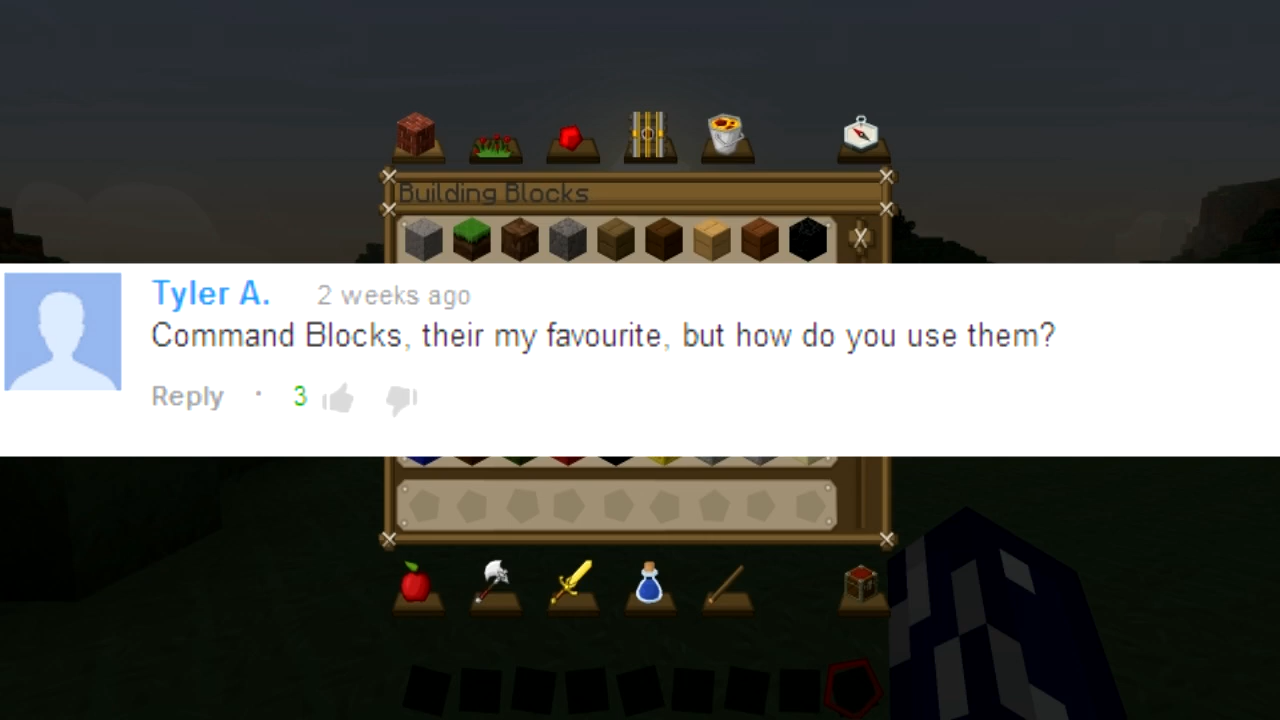 Building Blocks
Tyler A. 2 weeks ago
Command Blocks, their my favourite, but how do you use them?
Reply · 3